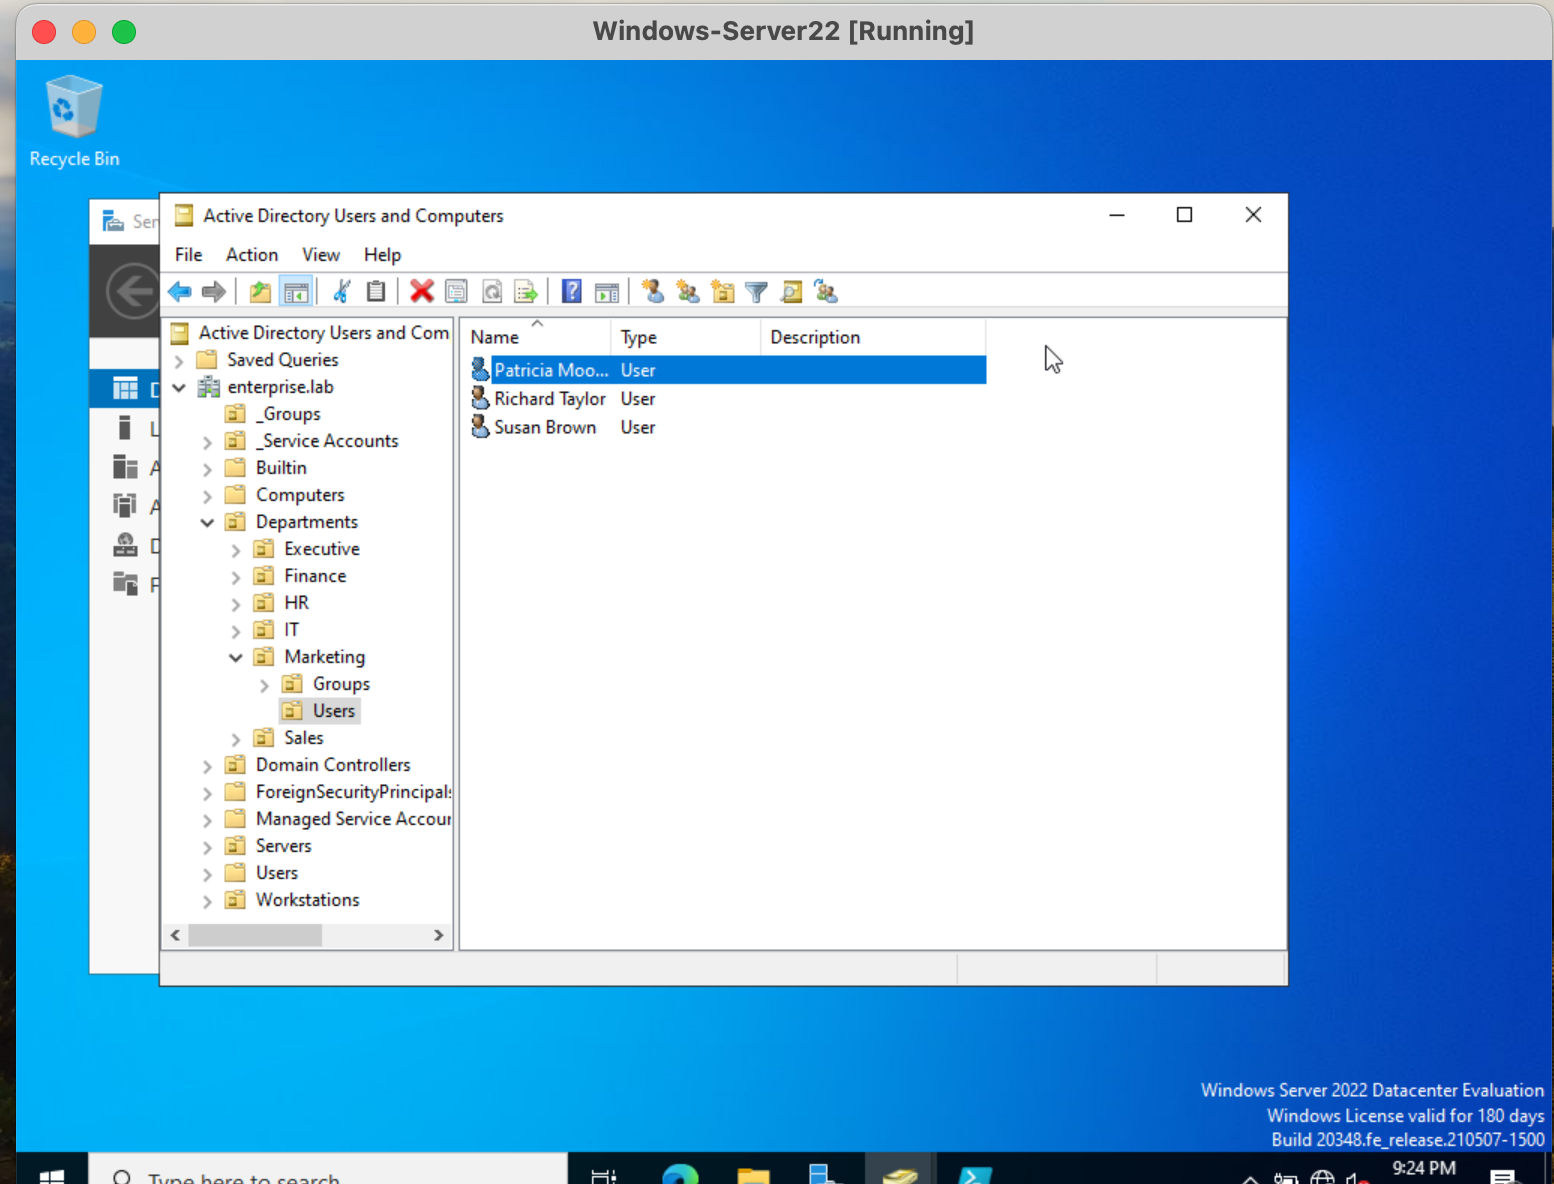 Windows-Server22 [Running]
Recycle Bin
Ser
Active Directory Users and Computers
File Action View Help
Active Directory Users and Com
Saved Queries
enterprise.lab
_Groups
_Service Accounts
Builtin
Computers
Departments
Executive
Finance
HR
IT
Marketing
Groups
Users
Sales
Domain Controllers
ForeignSecurityPrincipals
Managed Service Accour
Servers
Users
Workstations
Name Type Description
Patricia Moo... User
Richard Taylor User
Susan Brown User
Windows Server 2022 Datacenter Evaluation
Windows License valid for 180 days
Build 20348.fe_release.210507-1500
Type here to search
9:24 PM